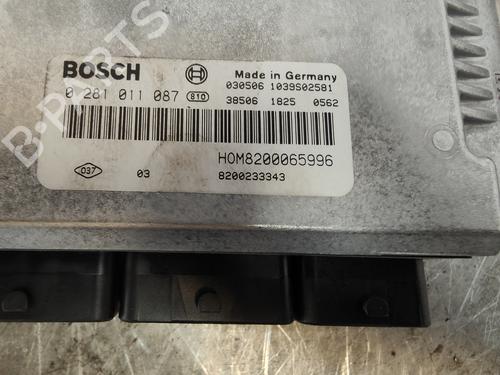 B-PARTS
BOSCH
Made in Germany
0 281 011 087 810
030506 1039S02581
38506 1825 0562
HOM8200065996
037 03 8200233343